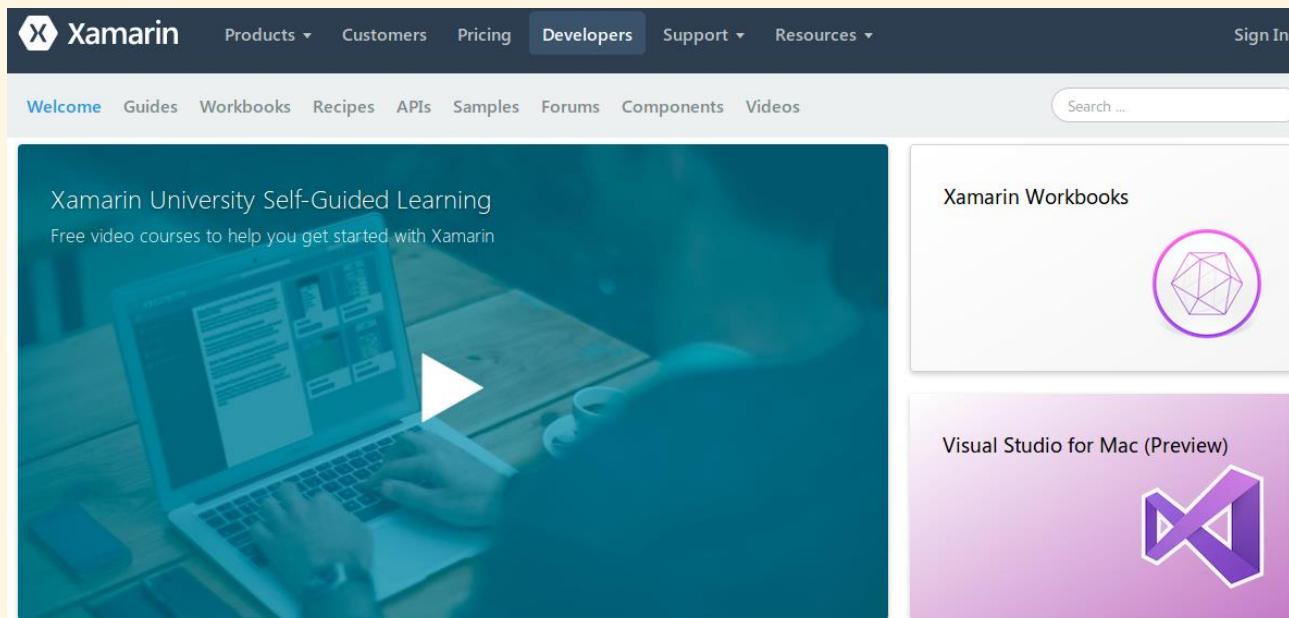 Xamarin Products Customers Pricing Developers Support Resources Sign In
Welcome Guides Workbooks Recipes APIs Samples Forums Components Videos Search ...
Xamarin University Self-Guided Learning
Free video courses to help you get started with Xamarin
Xamarin Workbooks
Visual Studio for Mac (Preview)